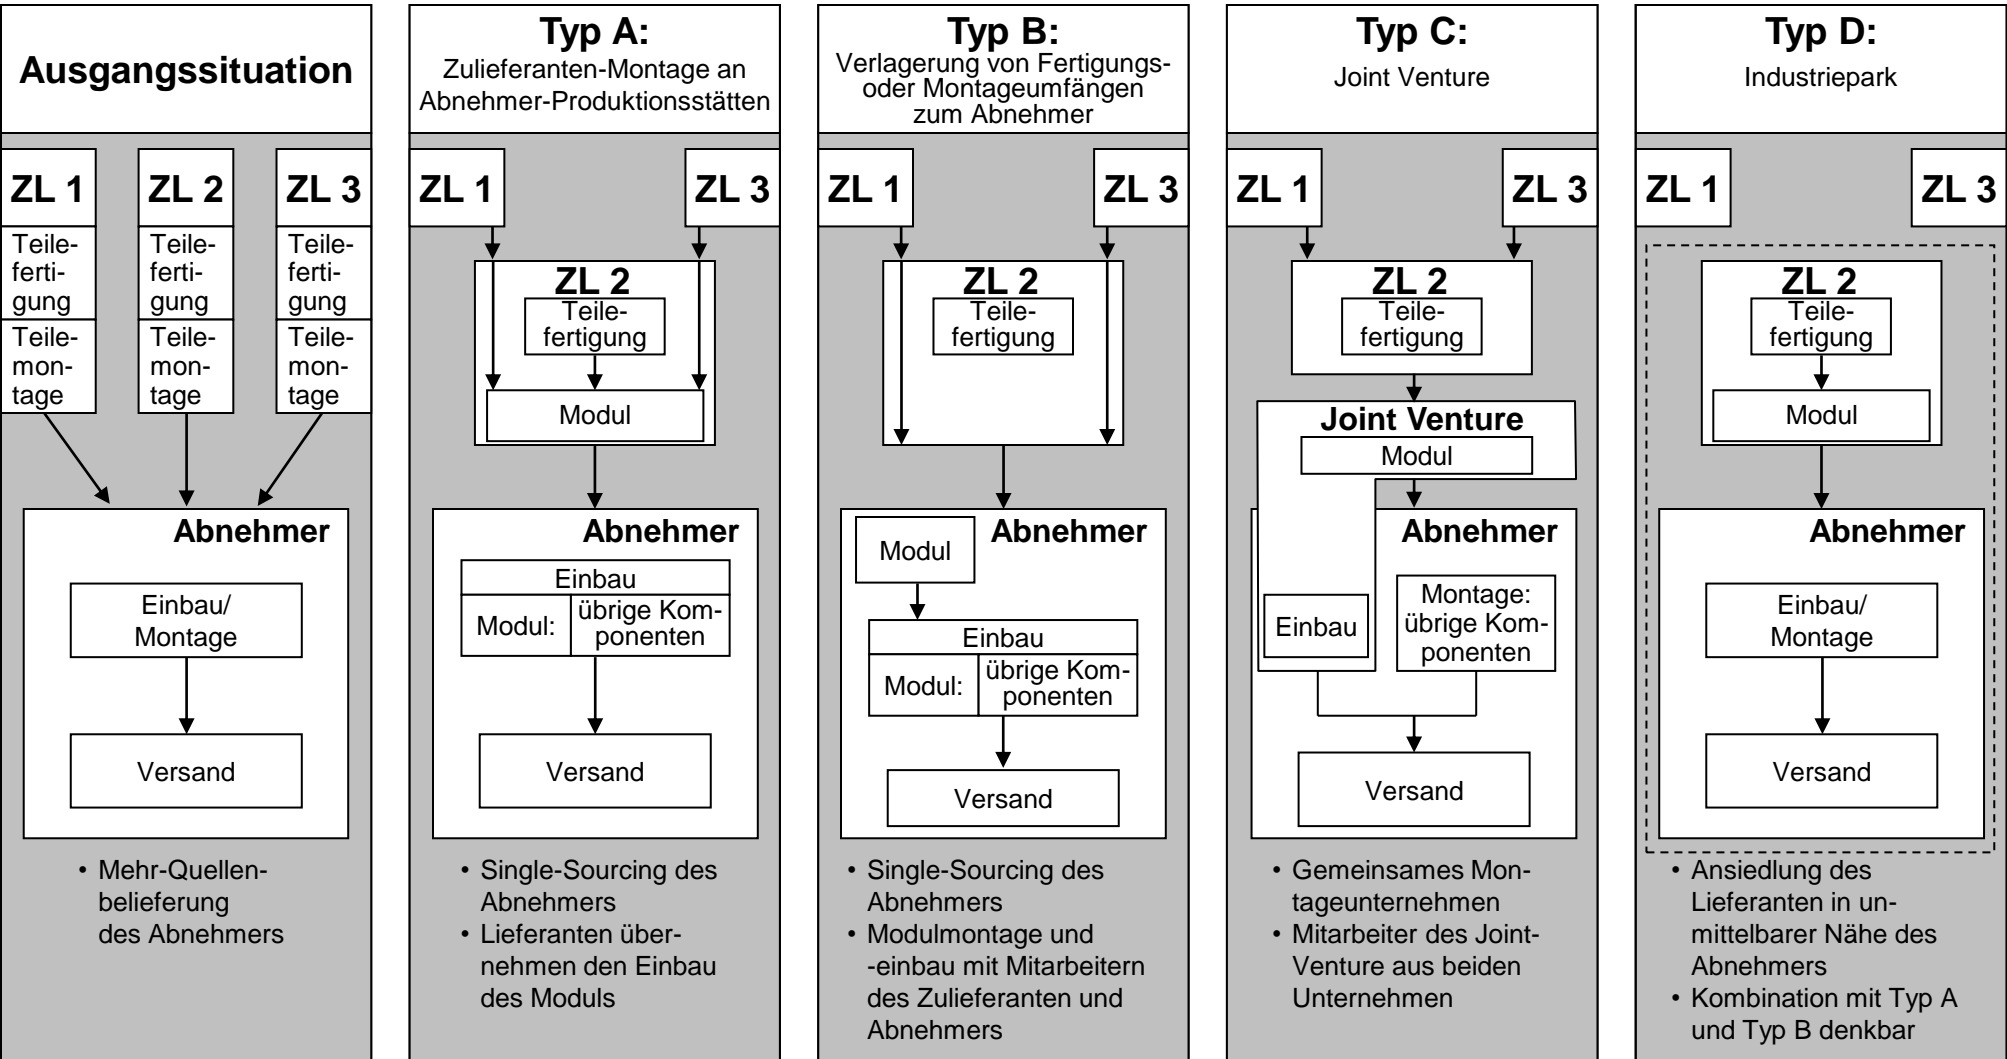 Ausgangssituation
ZL 1
ZL 2
ZL 3
Teile-
ferti-
gung
Teile-
ferti-
gung
Teile-
ferti-
gung
Teile-
mon-
tage
Teile-
mon-
tage
Teile-
mon-
tage
Abnehmer
Einbau/
Montage
Versand
• Mehr-Quellen-
belieferung
des Abnehmers
Typ A:
Zulieferanten-Montage an
Abnehmer-Produktionsstätten
ZL 1
ZL 3
ZL 2
Teile-
fertigung
Modul
Abnehmer
Einbau
Modul:
übrige Kom-
ponenten
Versand
• Single-Sourcing des
Abnehmers
• Lieferanten über-
nehmen den Einbau
des Moduls
Typ B:
Verlagerung von Fertigungs-
oder Montageumfängen
zum Abnehmer
ZL 1
ZL 3
ZL 2
Teile-
fertigung
Abnehmer
Modul
Einbau
Modul:
übrige Kom-
ponenten
Versand
• Single-Sourcing des
Abnehmers
• Modulmontage und
-einbau mit Mitarbeitern
des Zulieferanten und
Abnehmers
Typ C:
Joint Venture
ZL 1
ZL 3
ZL 2
Teile-
fertigung
Joint Venture
Modul
Abnehmer
Einbau
Montage:
übrige Kom-
ponenten
Versand
• Gemeinsames Mon-
tageunternehmen
• Mitarbeiter des Joint-
Venture aus beiden
Unternehmen
Typ D:
Industriepark
ZL 1
ZL 3
ZL 2
Teile-
fertigung
Modul
Abnehmer
Einbau/
Montage
Versand
• Ansiedlung des
Lieferanten in un-
mittelbarer Nähe des
Abnehmers
• Kombination mit Typ A
und Typ B denkbar